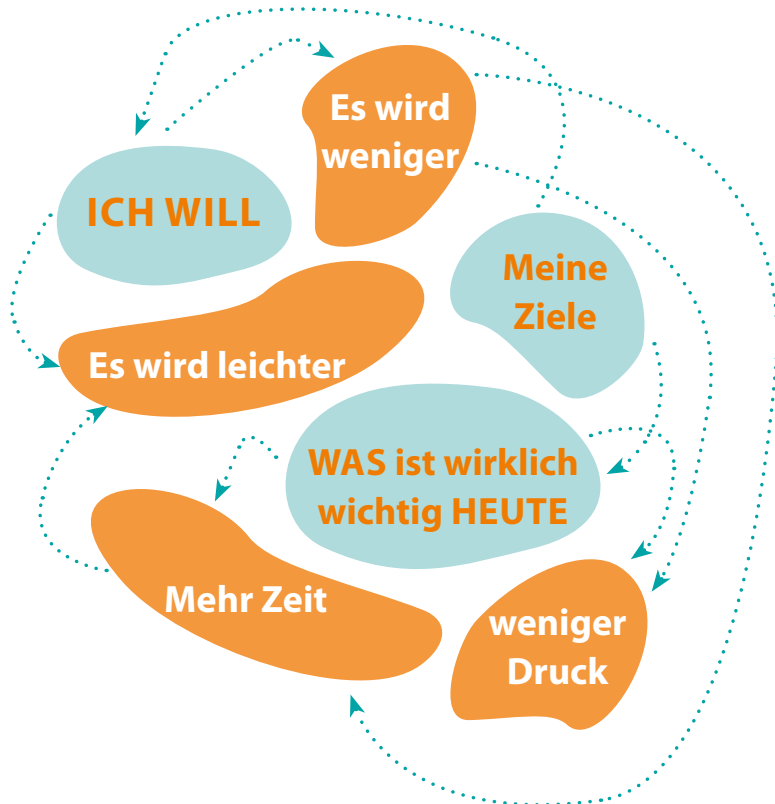 Es wird
weniger
ICH WILL
Meine
Ziele
Es wird leichter
WAS ist wirklich
wichtig HEUTE
Mehr Zeit
weniger
Druck